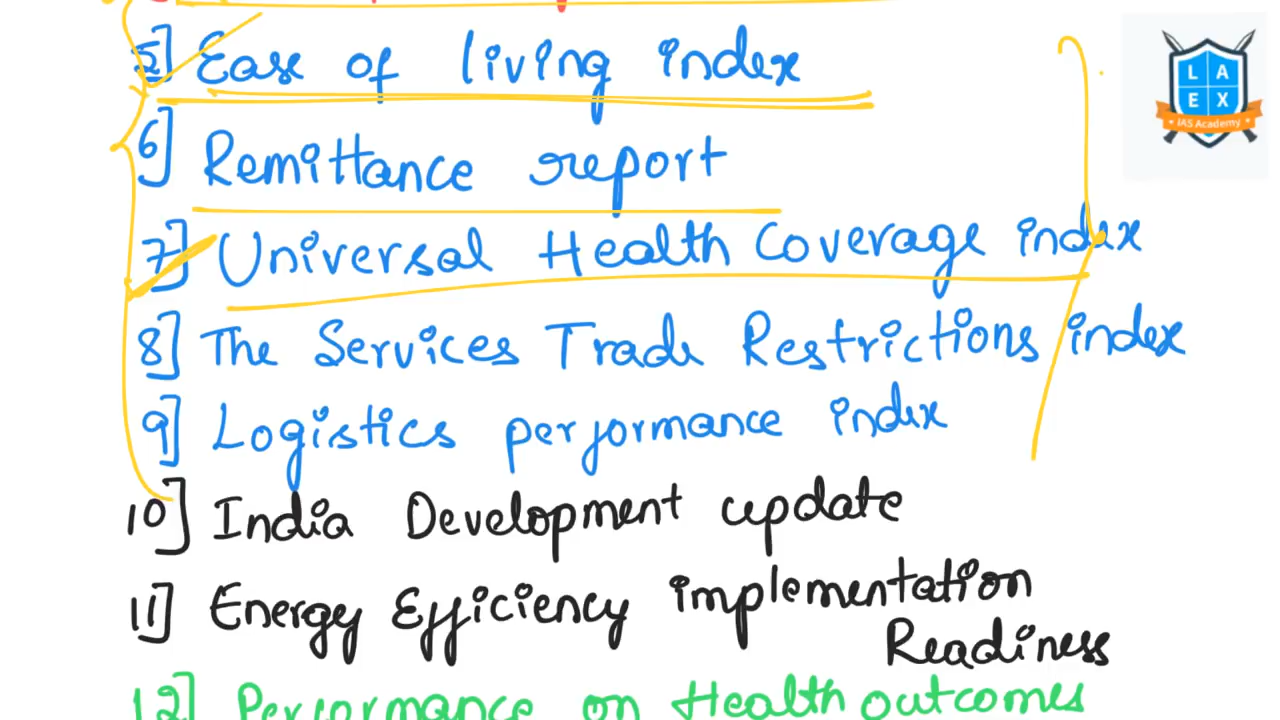 5] Ease of living index
6] Remittance report
7] Universal Health Coverage index
8] The Services Trade Restrictions index
9] Logistics performance index
10] India Development update
11] Energy Efficiency implementation
Readiness
12] Performance on Health outcomes
L A
E X
IAS Academy